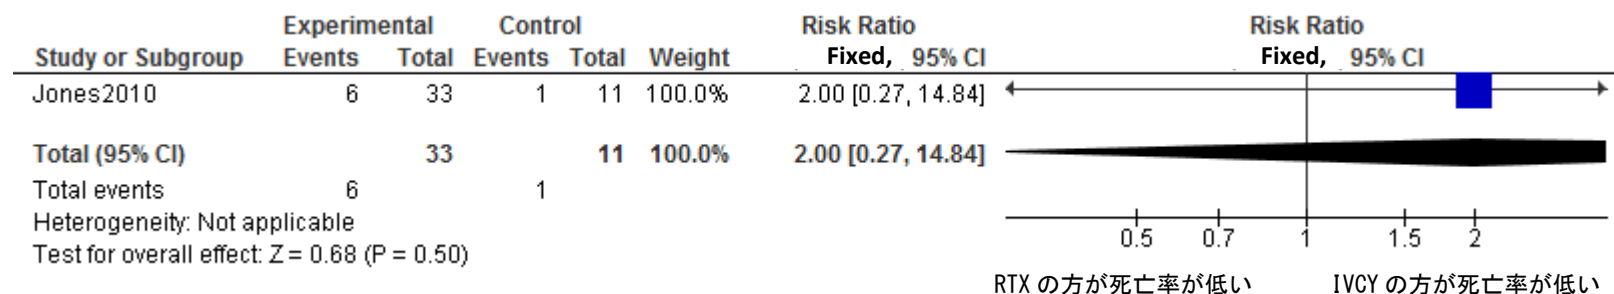 Experimental Control Risk Ratio Risk Ratio
Study or Subgroup Events Total Events Total Weight Fixed, 95% CI Fixed, 95% CI
Jones2010 6 33 1 11 100.0% 2.00 [0.27, 14.84]
Total (95% CI) 33 11 100.0% 2.00 [0.27, 14.84]
Total events 6 1
Heterogeneity: Not applicable
Test for overall effect: Z = 0.68 (P = 0.50)
0.5 0.7 1 1.5 2
RTX の方が死亡率が低い IVCY の方が死亡率が低い